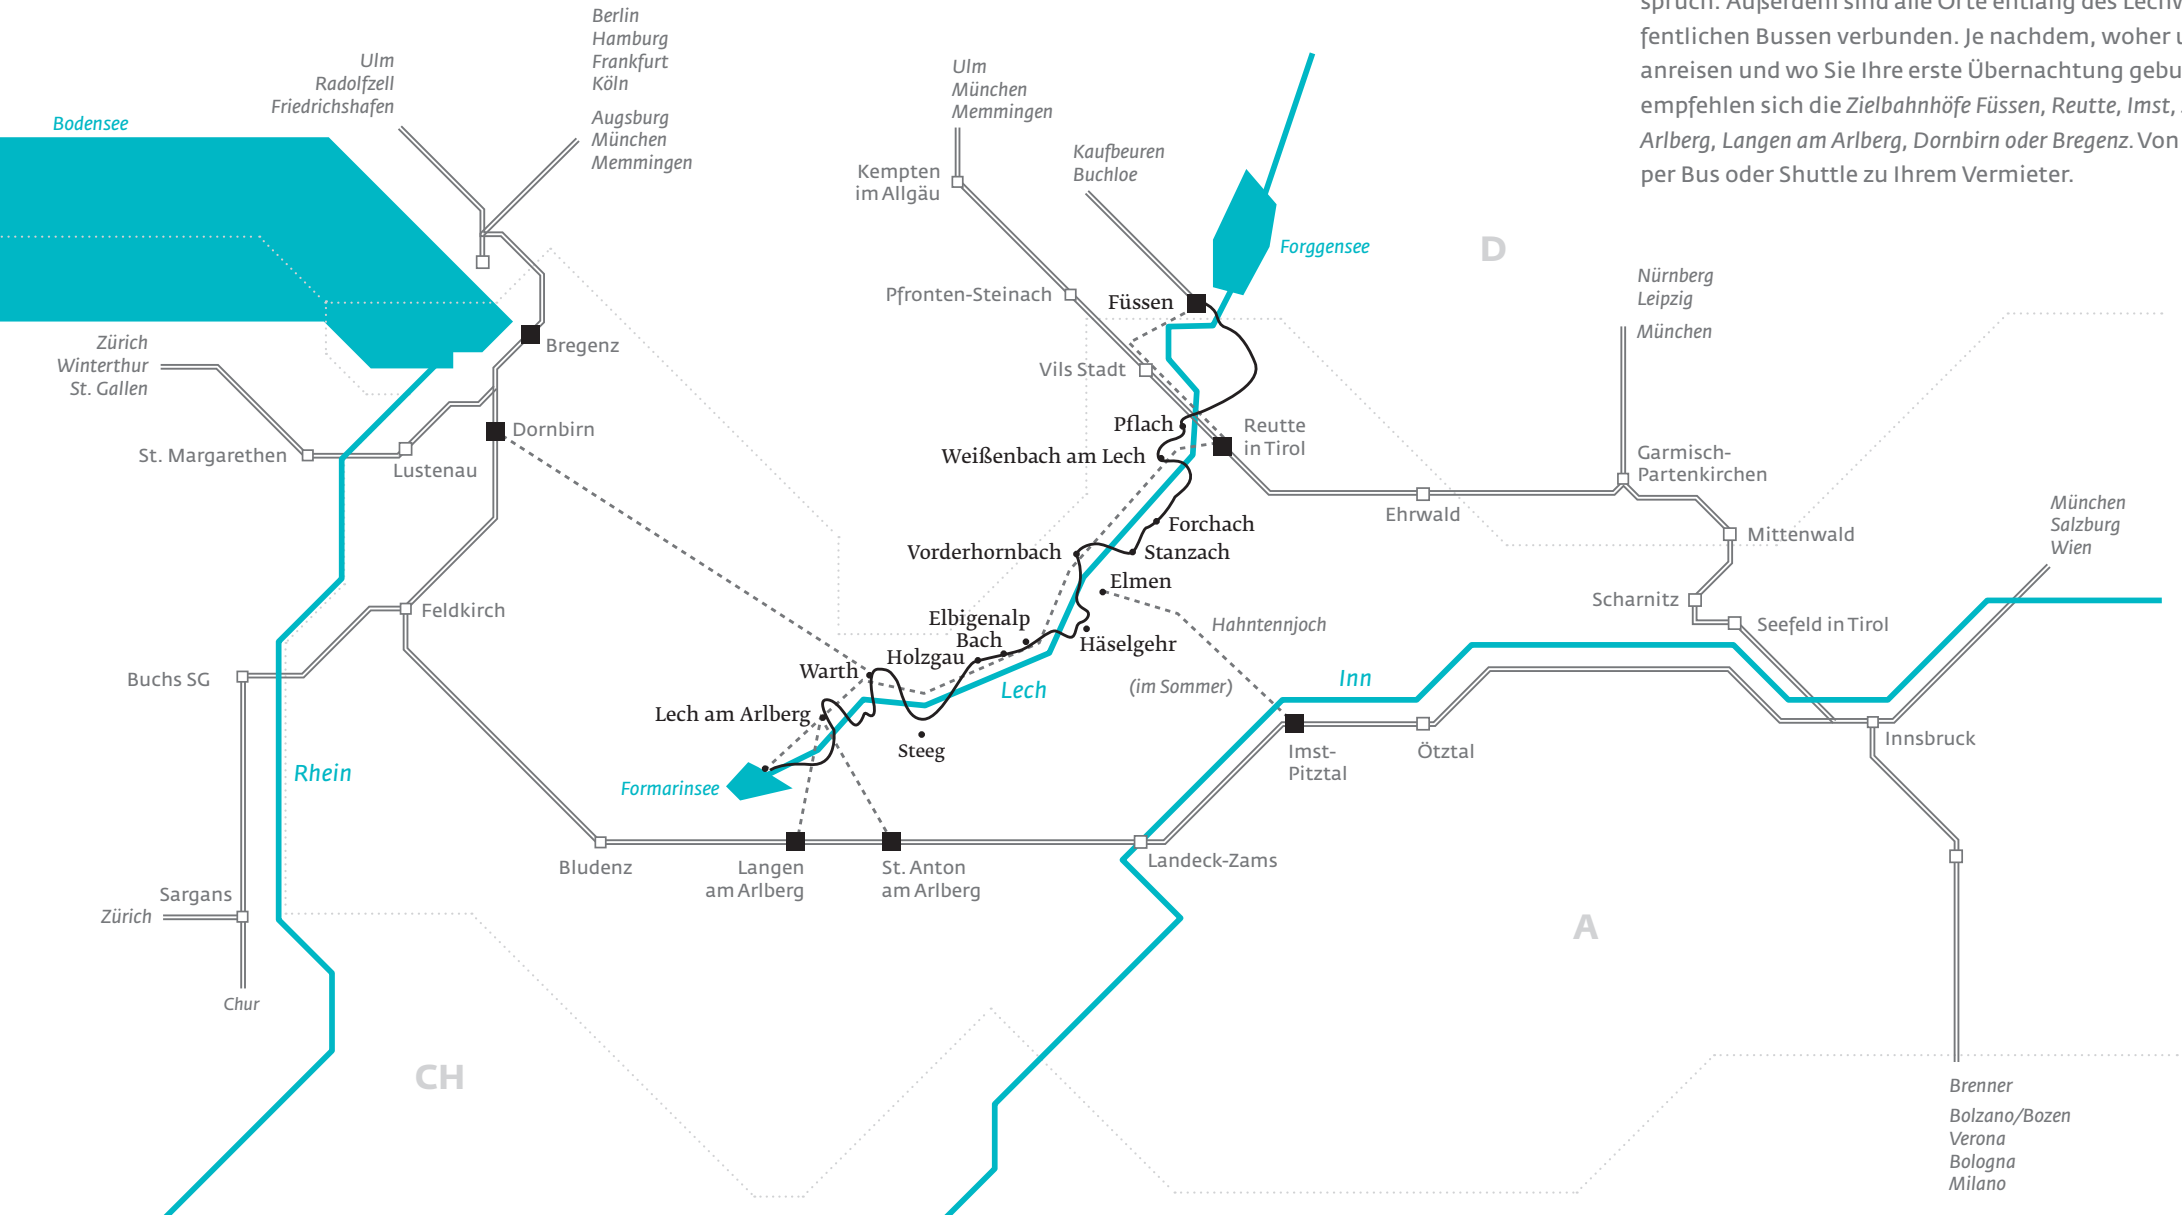 spruch. Außerdem sind alle Orte entlang des
fentlichen Bussen verbunden. Je nachdem, woher
anreisen und wo Sie Ihre erste Übernachtung
empfehlen sich die Zielbahnhöfe Füssen, Reutte, Imst,
Arlberg, Langen am Arlberg, Dornbirn oder Bregenz. Von
per Bus oder Shuttle zu Ihrem Vermieter.
Berlin
Hamburg
Frankfurt
Köln
Augsburg
München
Memmingen
Ulm
Radolfzell
Friedrichshafen
Bodensee
Ulm
München
Memmingen
Kaufbeuren
Buchloe
Kempten
im Allgäu
Forggensee
D
Nürnberg
Leipzig
München
Pfronten-Steinach
Füssen
Bregenz
Zürich
Winterthur
St. Gallen
Vils Stadt
Pflach
Reutte
in Tirol
Dornbirn
St. Margarethen
Lustenau
Weißenbach am Lech
Garmisch-
Partenkirchen
Ehrwald
Forchach
Mittenwald
München
Salzburg
Wien
Vorderhornbach
Stanzach
Elmen
Scharnitz
Seefeld in Tirol
Feldkirch
Elbigenalp
Bach
Hahntennjoch
Häselgehr
Holzgau
Warth
Buchs SG
(im Sommer)
Inn
Lech
Lech am Arlberg
Steeg
Innsbruck
Imst-
Pitztal
Ötztal
Rhein
Formarinsee
Bludenz
Langen
am Arlberg
St. Anton
am Arlberg
Landeck-Zams
Sargans
Zürich
A
Chur
CH
Brenner
Bolzano/Bozen
Verona
Bologna
Milano